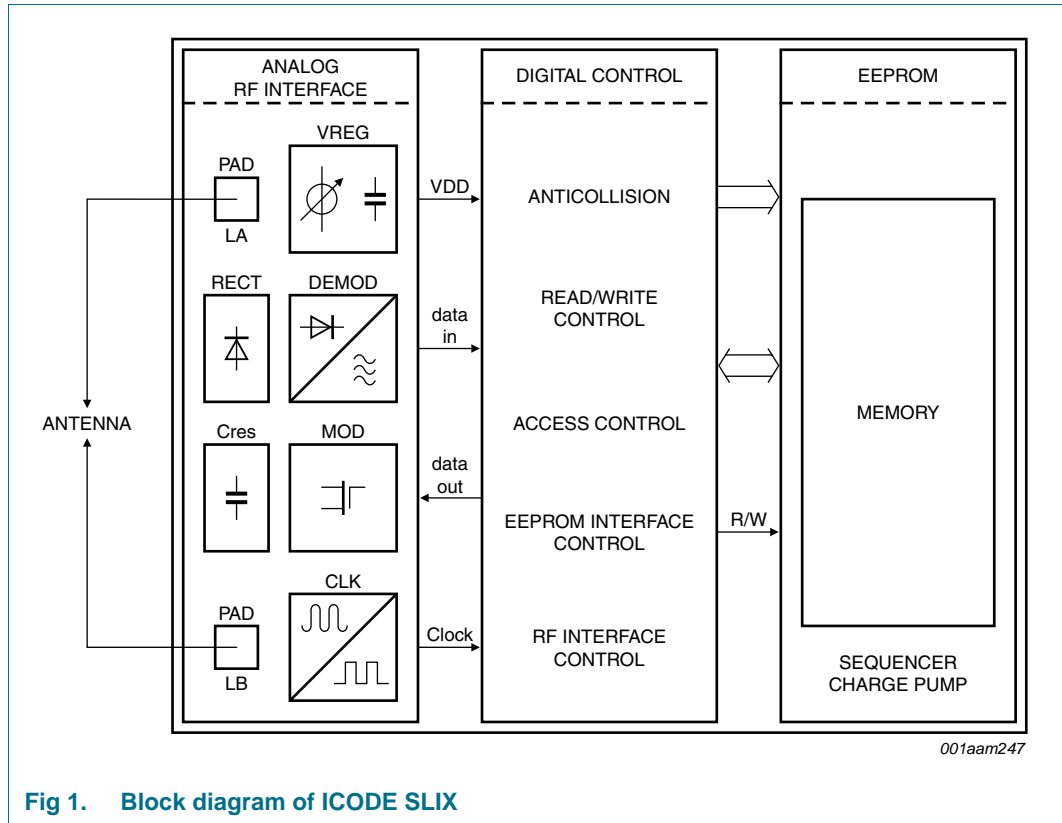 ANALOG
RF INTERFACE
DIGITAL CONTROL
EEPROM
VREG
PAD
LA
VDD
ANTICOLLISION
RECT
DEMOD
data
in
READ/WRITE
CONTROL
ANTENNA
MEMORY
Cres
MOD
data
out
ACCESS CONTROL
EEPROM INTERFACE
CONTROL
R/W
CLK
PAD
LB
Clock
RF INTERFACE
CONTROL
SEQUENCER
CHARGE PUMP
001aam247
Fig 1. Block diagram of ICODE SLIX